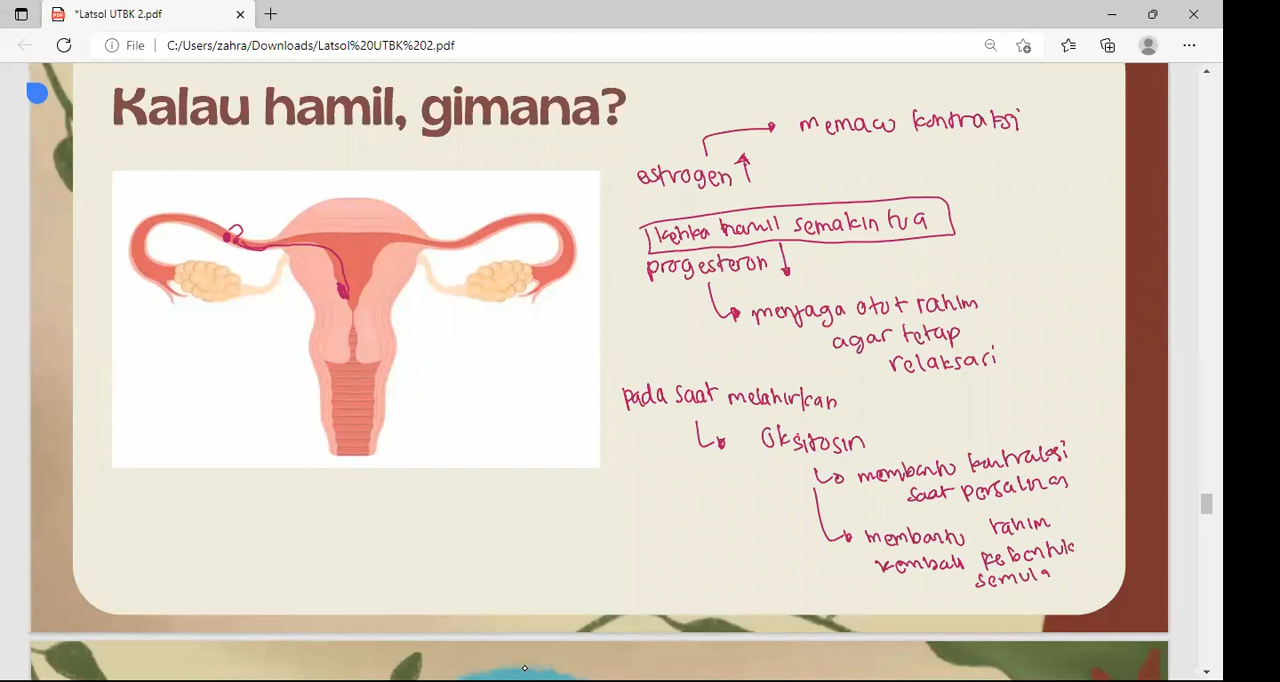 *Latsol UTBK 2.pdf
File
C:/Users/zahra/Downloads/Latsol%20UTBK%202.pdf
Kalau hamil, gimana?
memacu kontraksi
estrogen ↑
ketika hamil semakin tua
progesteron ↓
menjaga otot rahim
agar tetap
relaksasi
pada saat melahirkan
Oksitosin
membantu kontraksi
saat persalinan
membantu rahim
kembali kebentuk
semula